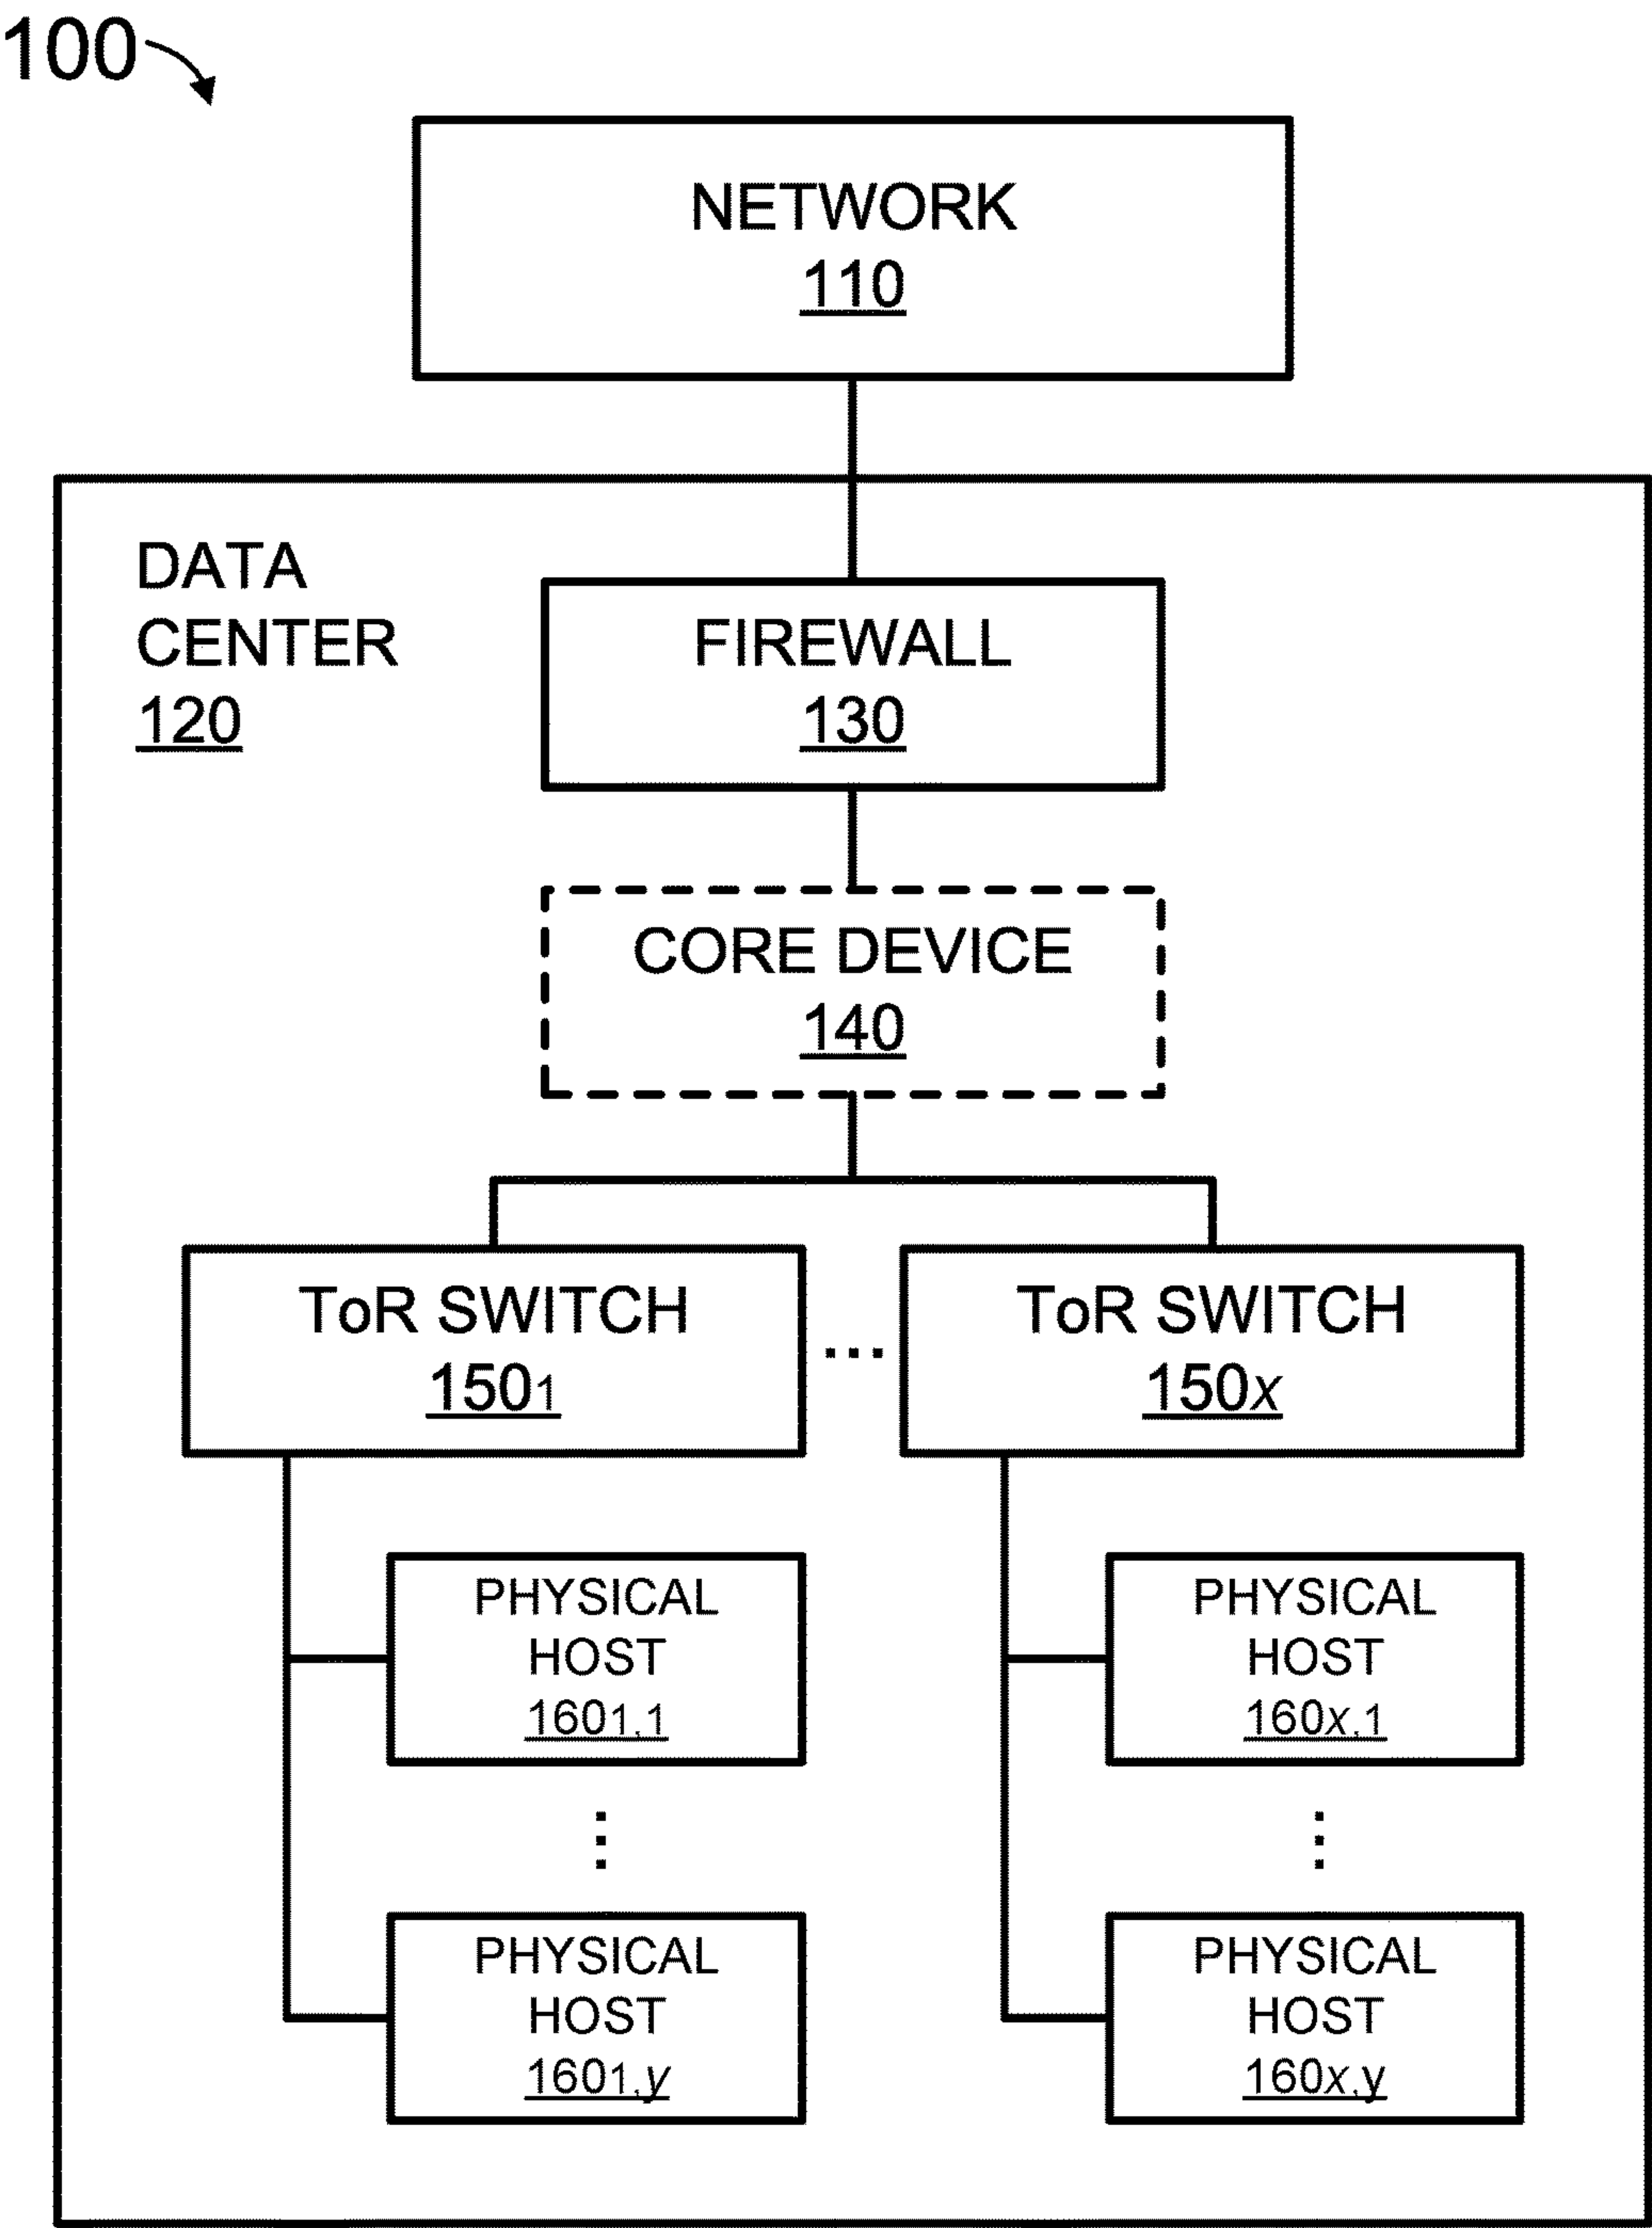 100
NETWORK
110
DATA
CENTER
120
FIREWALL
130
CORE DEVICE
140
ToR SWITCH
1501
...
ToR SWITCH
150x
PHYSICAL
HOST
1601,1
PHYSICAL
HOST
160x,1
PHYSICAL
HOST
1601,y
PHYSICAL
HOST
160x,y